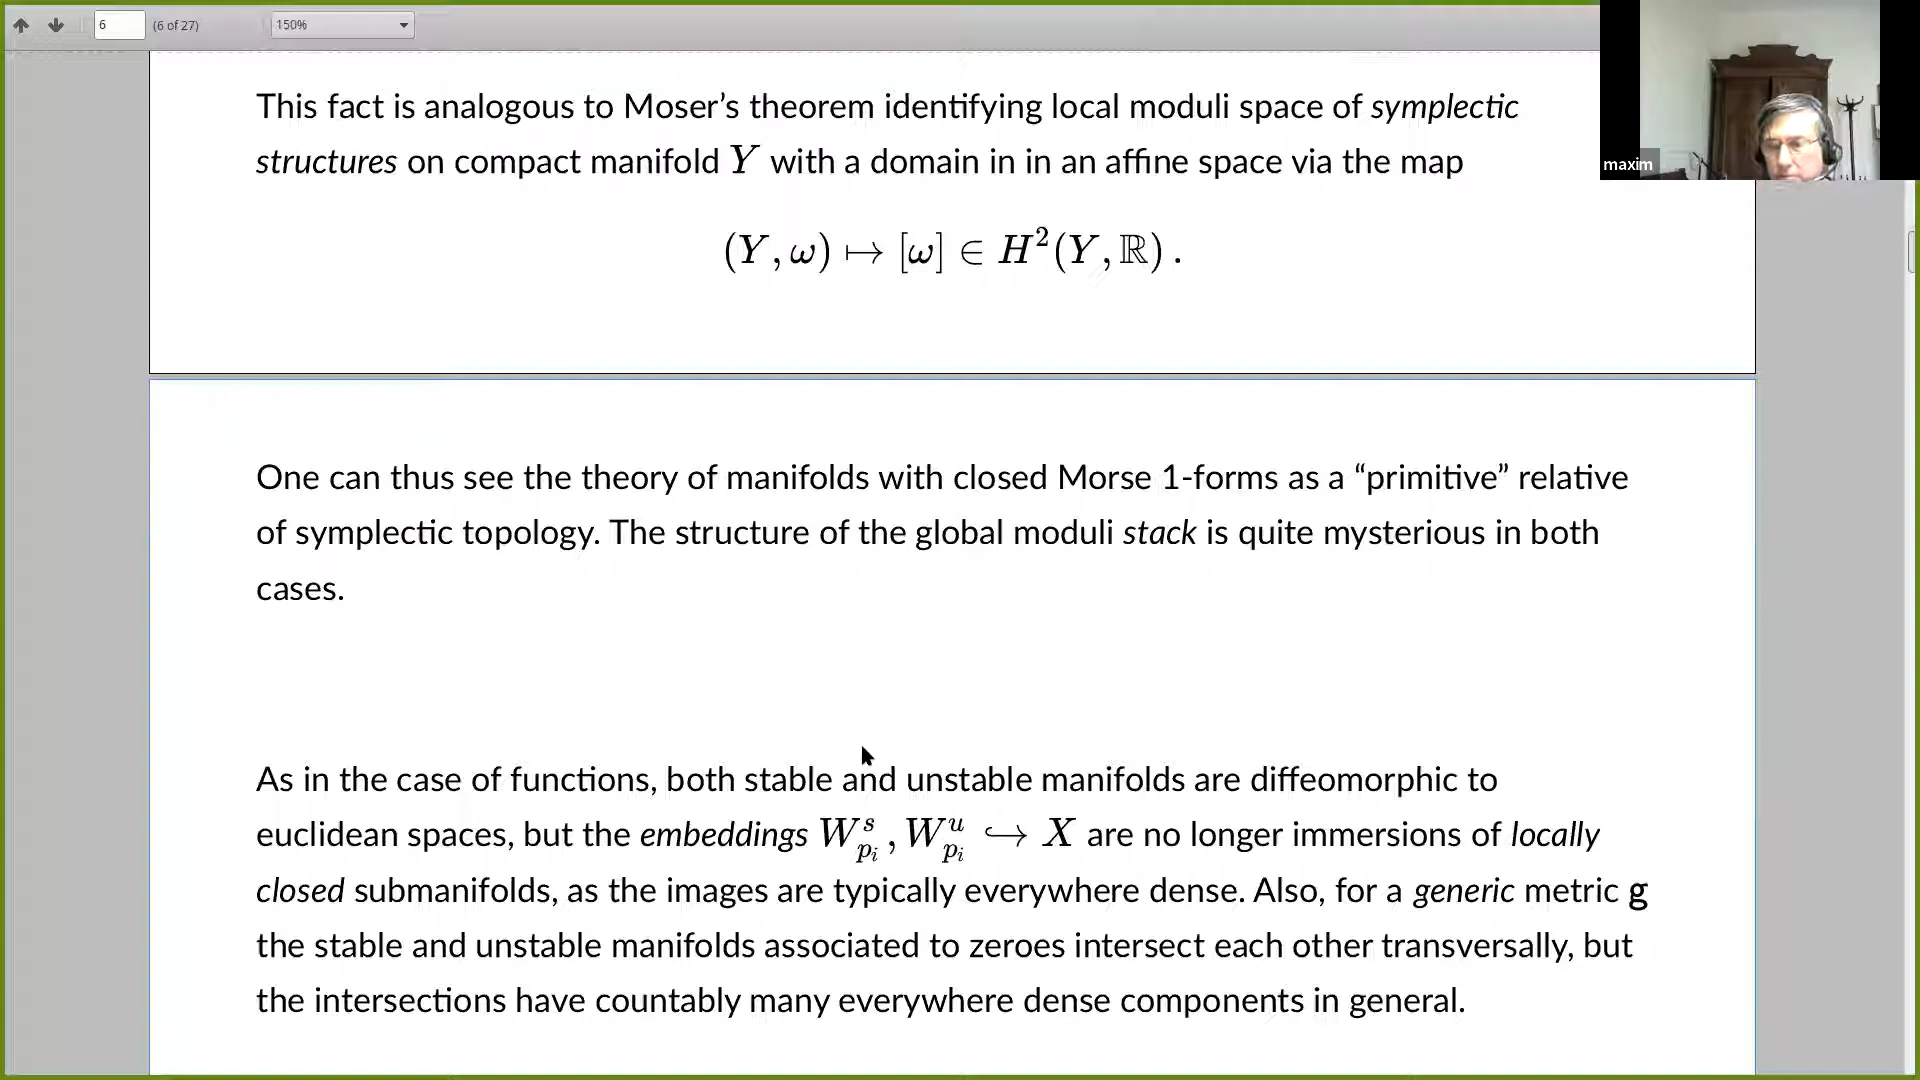 6 (6 of 27) 150%
maxim
This fact is analogous to Moser’s theorem identifying local moduli space of symplectic
structures on compact manifold Y with a domain in in an affine space via the map
(Y, ω) ↦ [ω] ∈ H²(Y, ℝ) .
One can thus see the theory of manifolds with closed Morse 1-forms as a “primitive” relative
of symplectic topology. The structure of the global moduli stack is quite mysterious in both
cases.
As in the case of functions, both stable and unstable manifolds are diffeomorphic to
euclidean spaces, but the embeddings W^s_{p_i}, W^u_{p_i} ↪ X are no longer immersions of locally
closed submanifolds, as the images are typically everywhere dense. Also, for a generic metric g
the stable and unstable manifolds associated to zeroes intersect each other transversally, but
the intersections have countably many everywhere dense components in general.